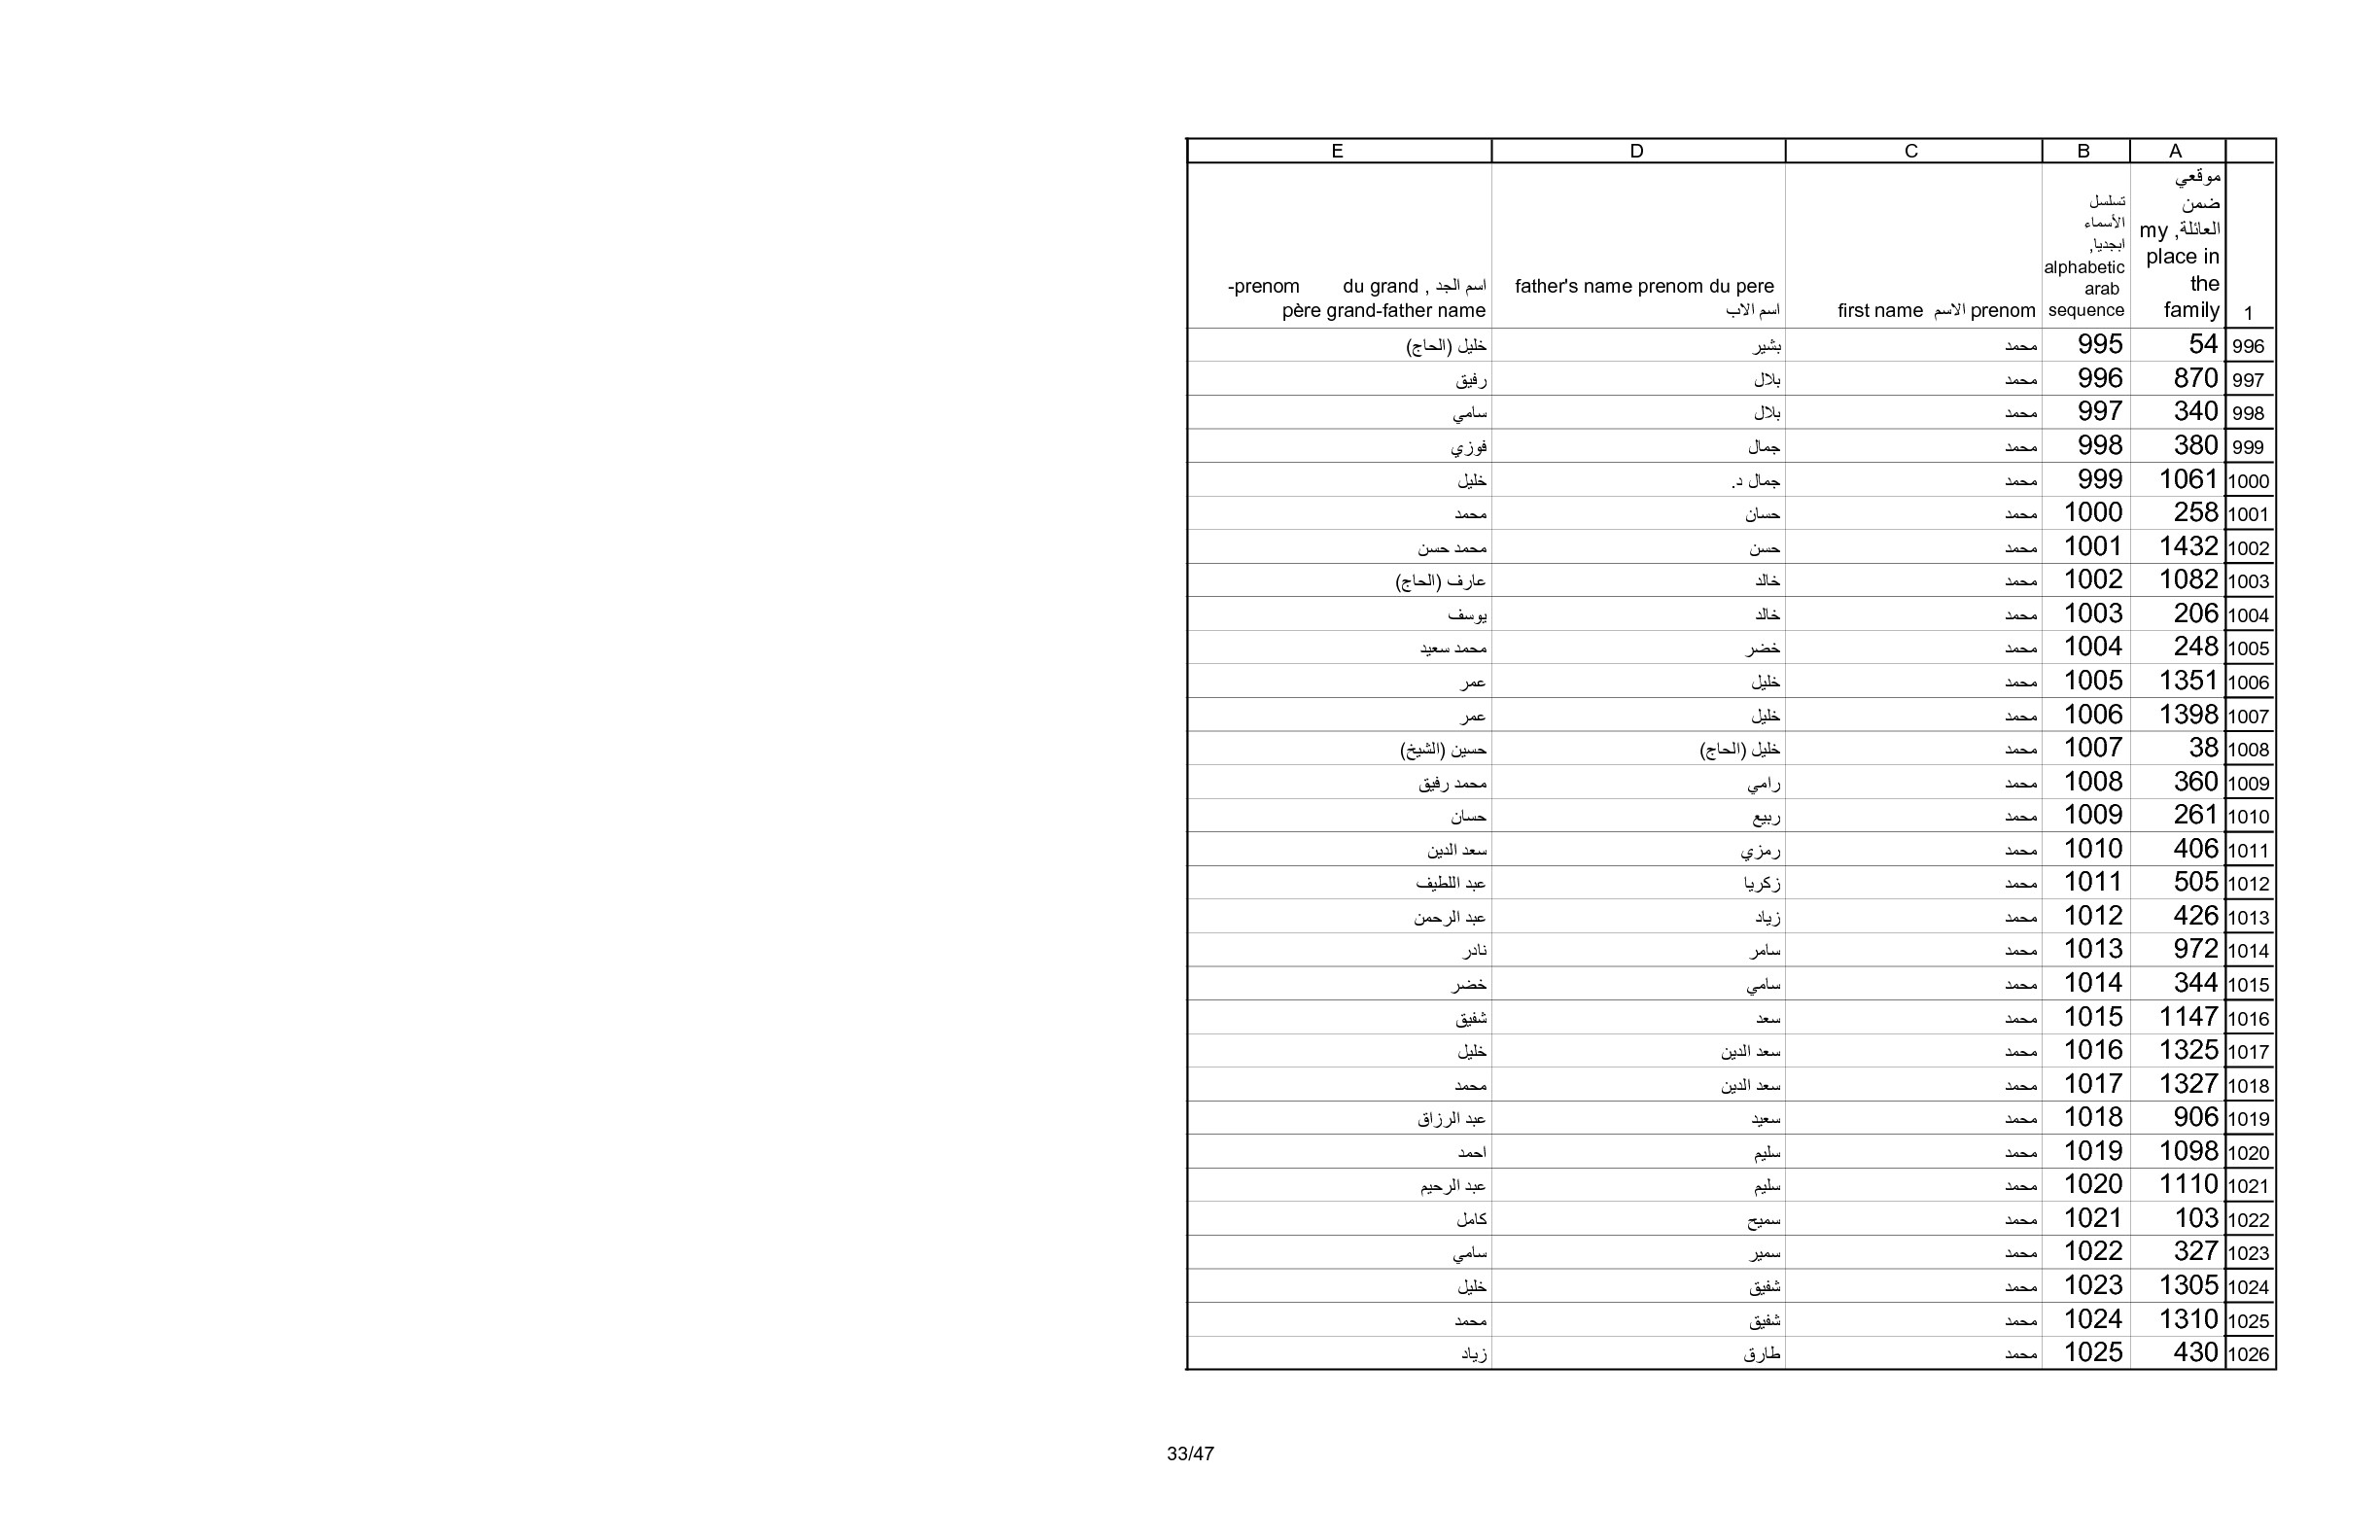 A B C D E
1 موقعي ضمن العائلة, my place in the family تسلسل الأسماء ابجديا, alphabetic arab sequence first name الاسم prenom father's name prenom du pere اسم الاب اسم الجد , prenom du grand-père grand-father name
996 54 995 محمد بشير خليل (الحاج)
997 870 996 محمد بلال رفيق
998 340 997 محمد بلال سامي
999 380 998 محمد جمال فوزي
1000 1061 999 محمد جمال د. خليل
1001 258 1000 محمد حسان محمد
1002 1432 1001 محمد حسن محمد حسن
1003 1082 1002 محمد خالد عارف (الحاج)
1004 206 1003 محمد خالد يوسف
1005 248 1004 محمد خضر محمد سعيد
1006 1351 1005 محمد خليل عمر
1007 1398 1006 محمد خليل عمر
1008 38 1007 محمد خليل (الحاج) حسين (الشيخ)
1009 360 1008 محمد رامي محمد رفيق
1010 261 1009 محمد ربيع حسان
1011 406 1010 محمد رمزي سعد الدين
1012 505 1011 محمد زكريا عبد اللطيف
1013 426 1012 محمد زياد عبد الرحمن
1014 972 1013 محمد سامر نادر
1015 344 1014 محمد سامي خضر
1016 1147 1015 محمد سعد شفيق
1017 1325 1016 محمد سعد الدين خليل
1018 1327 1017 محمد سعد الدين محمد
1019 906 1018 محمد سعيد عبد الرزاق
1020 1098 1019 محمد سليم احمد
1021 1110 1020 محمد سليم عبد الرحيم
1022 103 1021 محمد سميح كامل
1023 327 1022 محمد سمير سامي
1024 1305 1023 محمد شفيق خليل
1025 1310 1024 محمد شفيق محمد
1026 430 1025 محمد طارق زياد
33/47